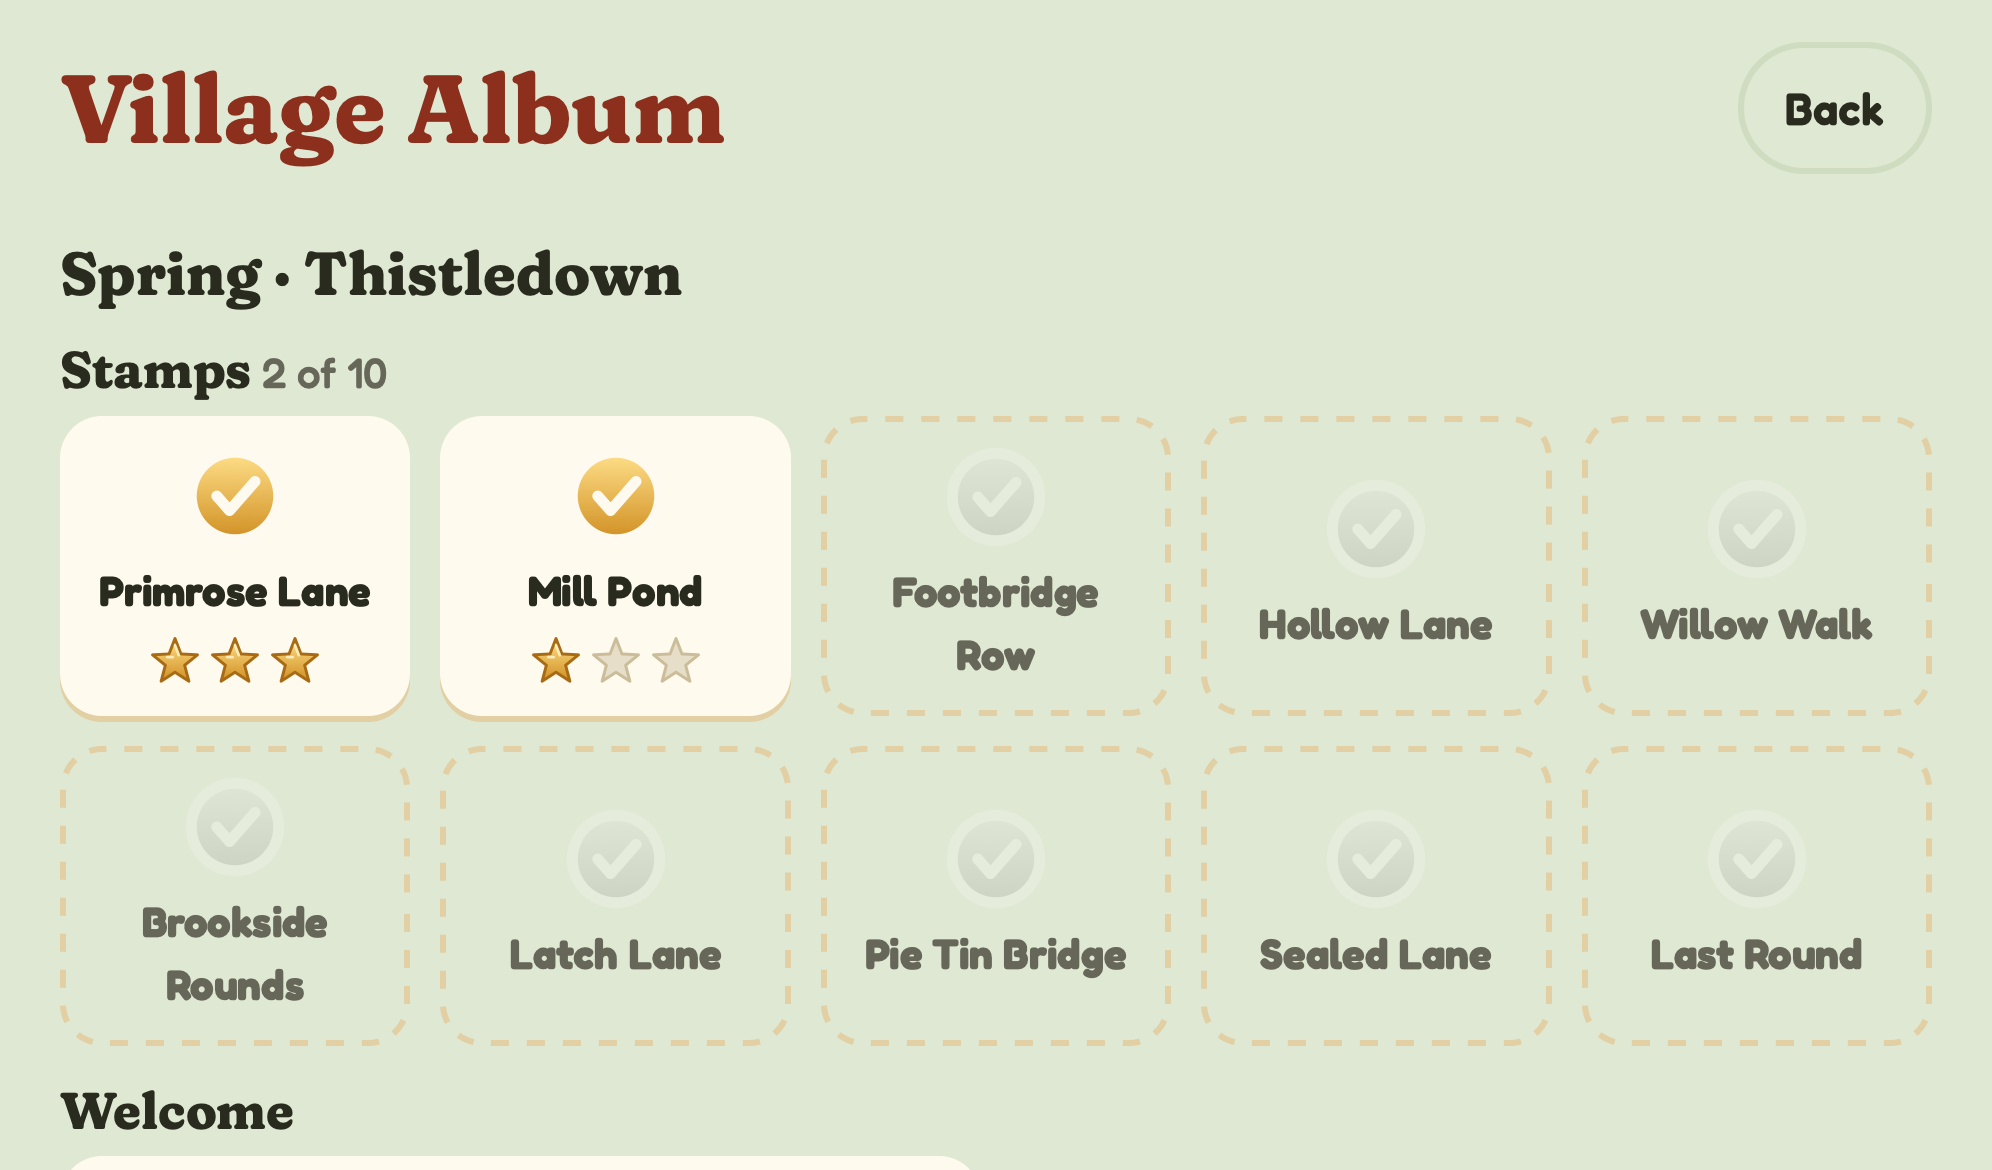 Village Album
Back
Spring · Thistledown
Stamps 2 of 10
Primrose Lane
Mill Pond
Footbridge
Row
Hollow Lane
Willow Walk
Brookside
Rounds
Latch Lane
Pie Tin Bridge
Sealed Lane
Last Round
Welcome